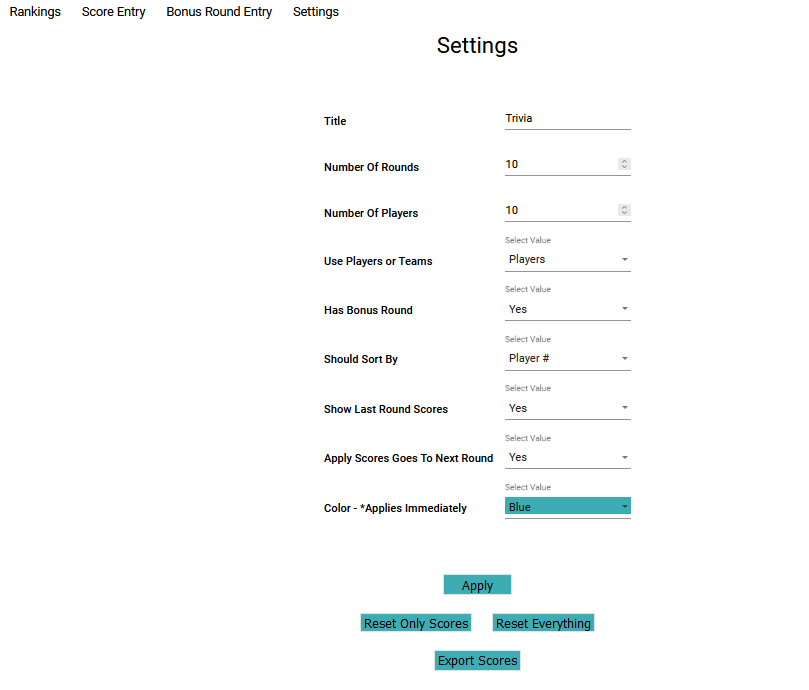 Rankings Score Entry Bonus Round Entry Settings
Settings
Title Trivia
Number Of Rounds 10
Number Of Players 10
Select Value
Use Players or Teams Players
Select Value
Has Bonus Round Yes
Select Value
Should Sort By Player #
Select Value
Show Last Round Scores Yes
Select Value
Apply Scores Goes To Next Round Yes
Select Value
Color - *Applies Immediately Blue
Apply
Reset Only Scores Reset Everything
Export Scores